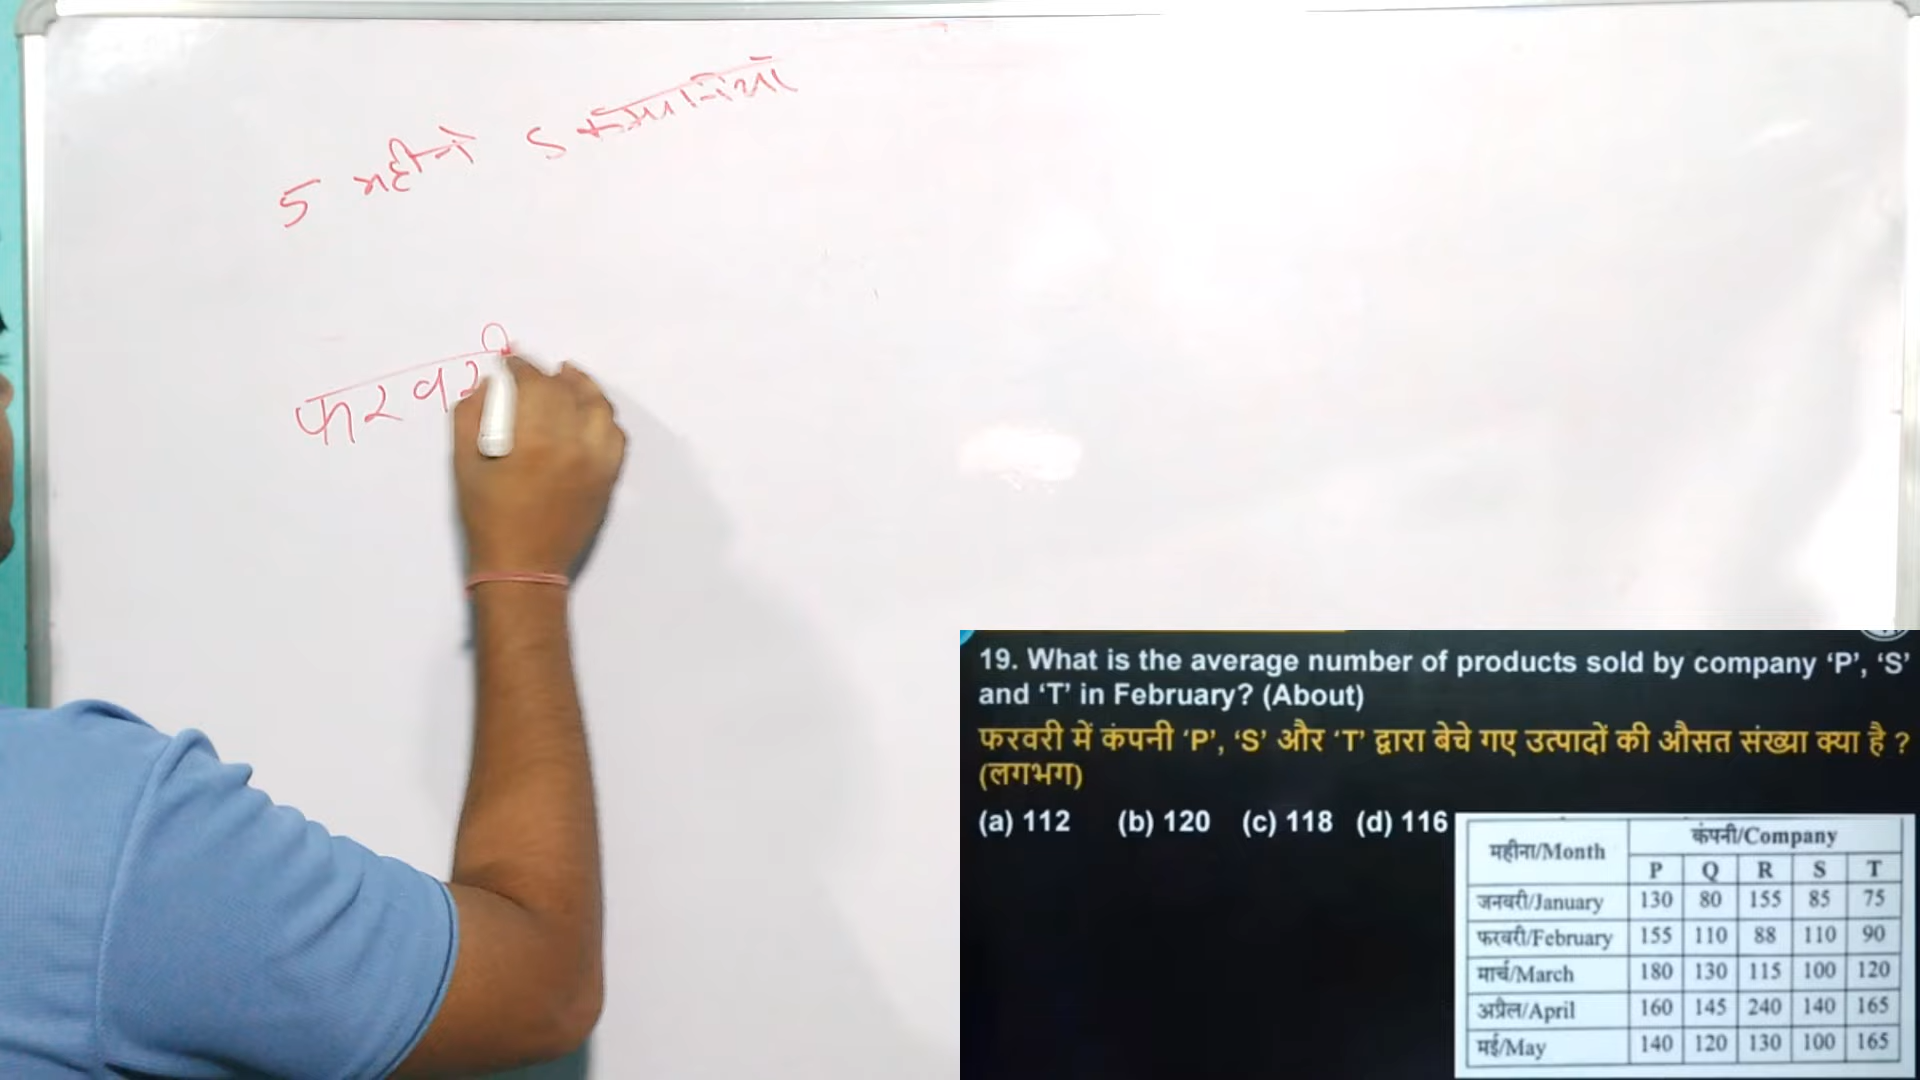 5 महीने 5 कम्पनियों
फरवर
19. What is the average number of products sold by company ‘P’, ‘S’
and ‘T’ in February? (About)
फरवरी में कंपनी ‘P’, ‘S’ और ‘T’ द्वारा बेचे गए उत्पादों की औसत संख्या क्या है ?
(लगभग)
(a) 112 (b) 120 (c) 118 (d) 116
महीना/Month कंपनी/Company
P Q R S T
जनवरी/January 130 80 155 85 75
फरवरी/February 155 110 88 110 90
मार्च/March 180 130 115 100 120
अप्रैल/April 160 145 240 140 165
मई/May 140 120 130 100 165